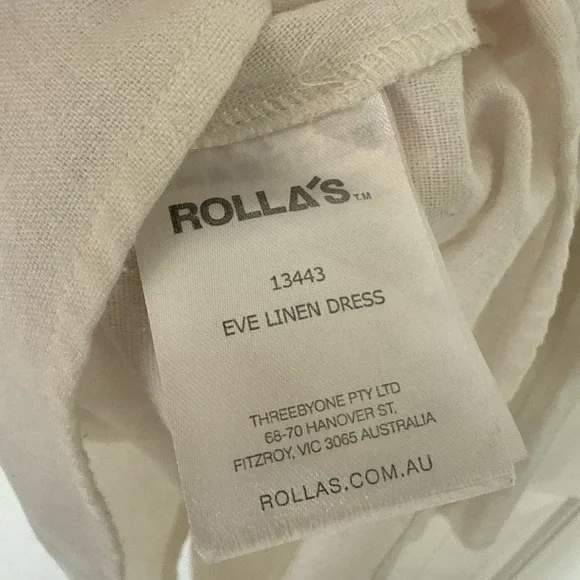 ROLLA'S TM
13443
EVE LINEN DRESS
THREEBYONE PTY LTD
68-70 HANOVER ST,
FITZROY, VIC 3065 AUSTRALIA
ROLLAS.COM.AU